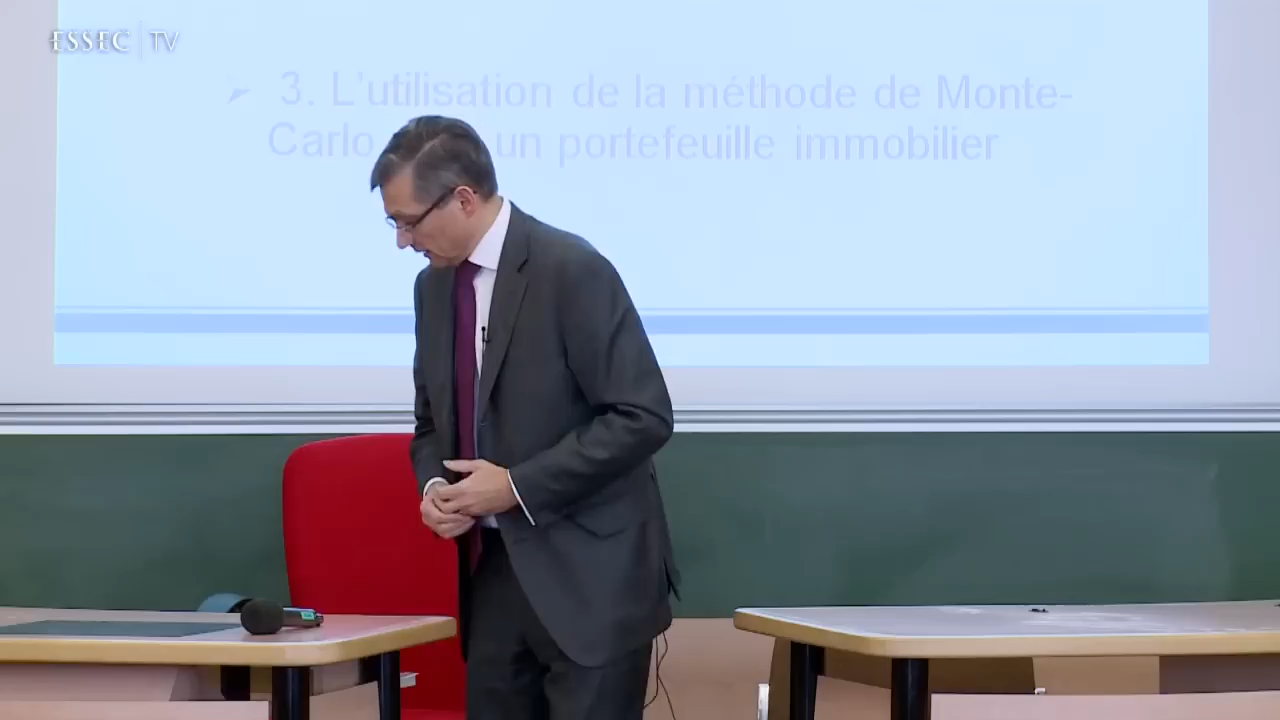 ESSEC TV
3. L'utilisation de la méthode de Monte-
Carlo un portefeuille immobilier